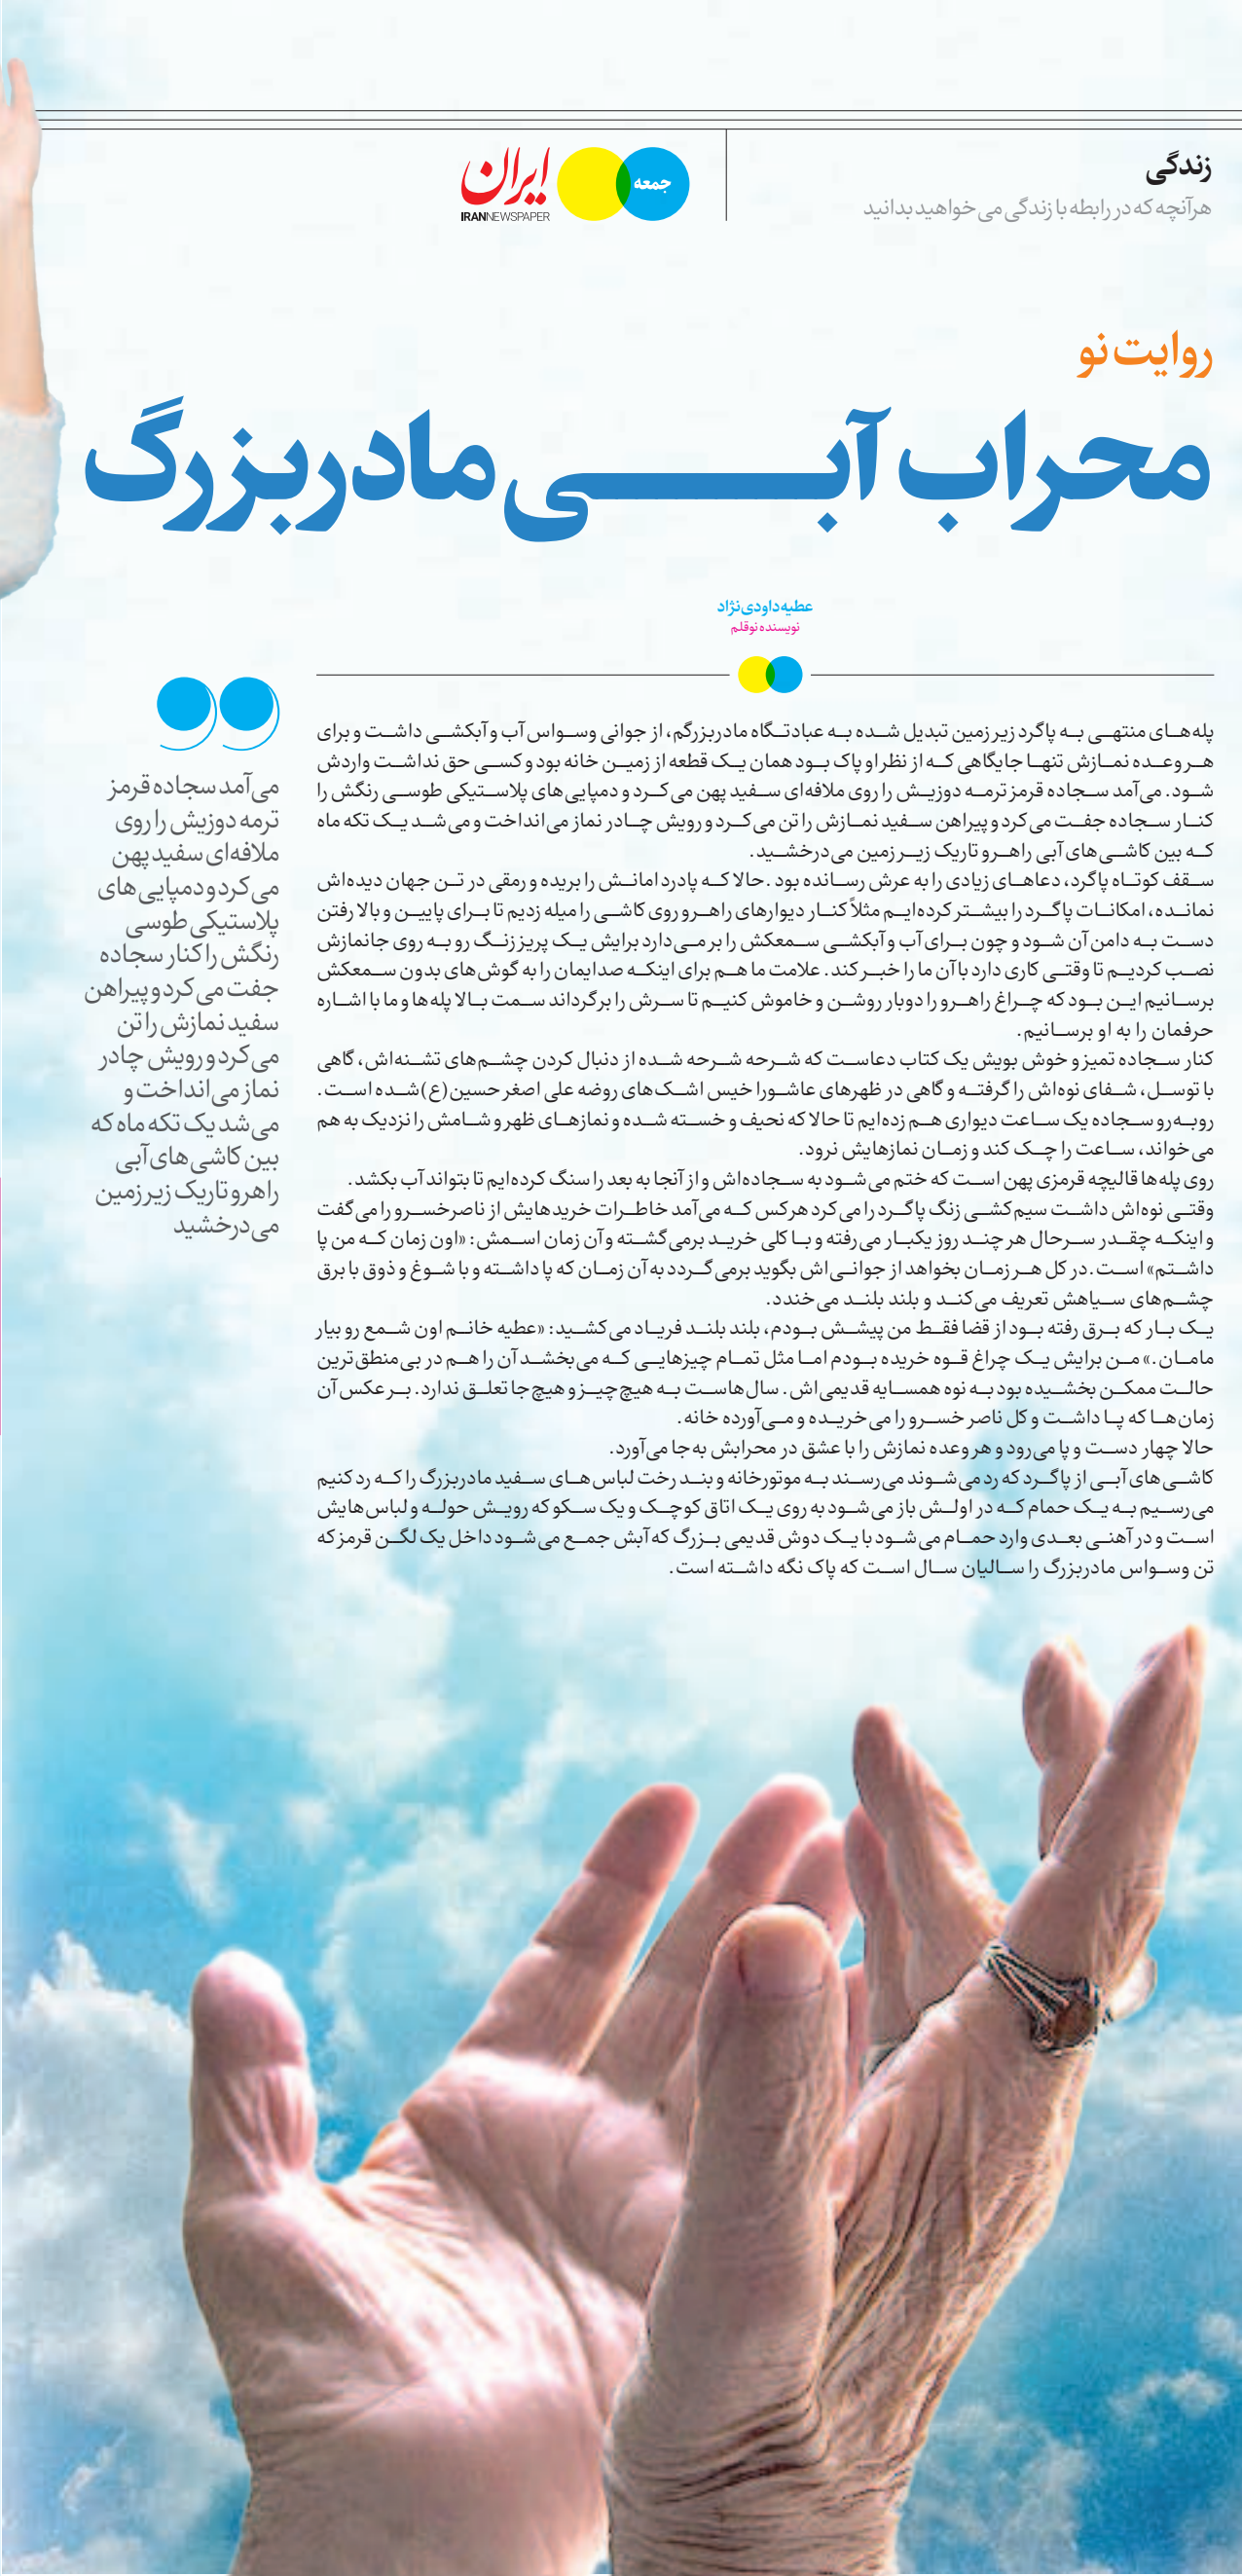 زندگی
هرآنچه که در رابطه با زندگی می خواهید بدانید
جمعه
ایران
IRANNEWSPAPER
روایت نو
محراب آبی مادربزرگ
عطیه داودی نژاد
نویسنده نوقلم
پله‌های منتهی به پاگرد زیرزمین تبدیل شده به عبادتگاه مادربزرگم، از جوانی وسواس آب و آبکشی داشت و برای
هر وعده نمازش تنها جایگاهی که از نظر او پاک بود همان یک قطعه از زمین خانه بود و کسی حق نداشت واردش
شود. می‌آمد سجاده قرمز ترمه دوزیش را روی ملافه‌ای سفید پهن می‌کرد و دمپایی‌های پلاستیکی طوسی رنگش را
کنار سجاده جفت می‌کرد و پیراهن سفید نمازش را تن می‌کرد و رویش چادر نماز می‌انداخت و می‌شد یک تکه ماه
که بین کاشی‌های آبی راهرو تاریک زیرزمین می‌درخشید.
سقف کوتاه پاگرد، دعاهای زیادی را به عرش رسانده بود .حالا که پادرد امانش را بریده و رمقی در تن جهان دیده‌اش
نمانده، امکانات پاگرد را بیشتر کرده‌ایم مثلاً کنار دیوارهای راهرو روی کاشی را میله زدیم تا برای پایین و بالا رفتن
دست به دامن آن شود و چون برای آب و آبکشی سمعکش را بر می‌دارد برایش یک پریز زنگ رو به روی جانمازش
نصب کردیم تا وقتی کاری دارد با آن ما را خبر کند. علامت ما هم برای اینکه صدایمان را به گوش‌های بدون سمعکش
برسانیم این بود که چراغ راهرو را دوبار روشن و خاموش کنیم تا سرش را برگرداند سمت بالا پله‌ها و ما با اشاره
حرفمان را به او برسانیم.
کنار سجاده تمیز و خوش بویش یک کتاب دعاست که شرحه شرحه شده از دنبال کردن چشم‌های تشنه‌اش، گاهی
با توسل، شفای نوه‌اش را گرفته و گاهی در ظهرهای عاشورا خیس اشک‌های روضه علی اصغر حسین(ع)شده است.
روبه‌رو سجاده یک ساعت دیواری هم زده‌ایم تا حالا که نحیف و خسته شده و نمازهای ظهر و شامش را نزدیک به هم
می‌خواند، ساعت را چک کند و زمان نمازهایش نرود.
روی پله‌ها قالیچه قرمزی پهن است که ختم می‌شود به سجاده‌اش و از آنجا به بعد را سنگ کرده‌ایم تا بتواند آب بکشد.
وقتی نوه‌اش داشت سیم‌کشی زنگ پاگرد را می‌کرد هرکس که می‌آمد خاطرات خریدهایش از ناصرخسرو را می‌گفت
و اینکه چقدر سرحال هر چند روز یکبار می‌رفته و با کلی خرید برمی‌گشته و آن زمان اسمش: «اون زمان که من پا
داشتم» است. در کل هر زمان بخواهد از جوانی‌اش بگوید برمی‌گردد به آن زمان که پا داشته و با شوغ و ذوق با برق
چشم‌های سیاهش تعریف می‌کند و بلند بلند می‌خندد.
یک بار که برق رفته بود از قضا فقط من پیشش بودم، بلند بلند فریاد می‌کشید: «عطیه خانم اون شمع رو بیار
مامان.» من برایش یک چراغ قوه خریده بودم اما مثل تمام چیزهایی که می‌بخشد آن را هم در بی‌منطق‌ترین
حالت ممکن بخشیده بود به نوه همسایه قدیمی‌اش. سال‌هاست به هیچ چیز و هیچ جا تعلق ندارد. برعکس آن
زمان‌ها که پا داشت و کل ناصر خسرو را می‌خریده و می‌آورده خانه.
حالا چهار دست و پا می‌رود و هر وعده نمازش را با عشق در محرابش به‌جا می‌آورد.
کاشی‌های آبی از پاگرد که رد می‌شوند می‌رسند به موتورخانه و بند رخت لباس‌های سفید مادربزرگ را که رد کنیم
می‌رسیم به یک حمام که در اولش باز می‌شود به روی یک اتاق کوچک و یک سکو که رویش حوله و لباس‌هایش
است و در آهنی بعدی وارد حمام می‌شود با یک دوش قدیمی بزرگ که آبش جمع می‌شود داخل یک لگن قرمز که
تن وسواس مادربزرگ را سالیان سال است که پاک نگه داشته است.
می‌آمد سجاده قرمز
ترمه دوزیش را روی
ملافه‌ای سفید پهن
می‌کرد و دمپایی‌های
پلاستیکی طوسی
رنگش را کنار سجاده
جفت می‌کرد و پیراهن
سفید نمازش را تن
می‌کرد و رویش چادر
نماز می‌انداخت و
می‌شد یک تکه ماه که
بین کاشی‌های آبی
راهرو تاریک زیرزمین
می‌درخشید